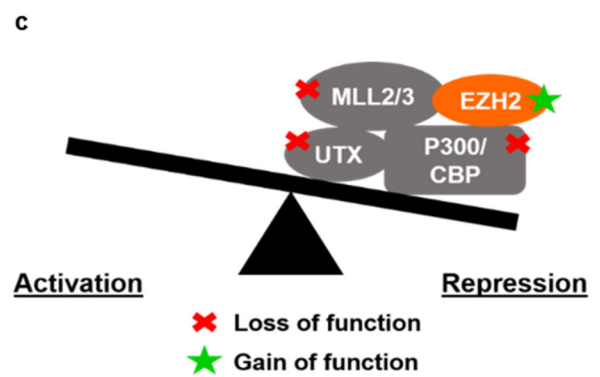 c
MLL2/3
EZH2
UTX
P300/
CBP
Activation
Repression
Loss of function
Gain of function